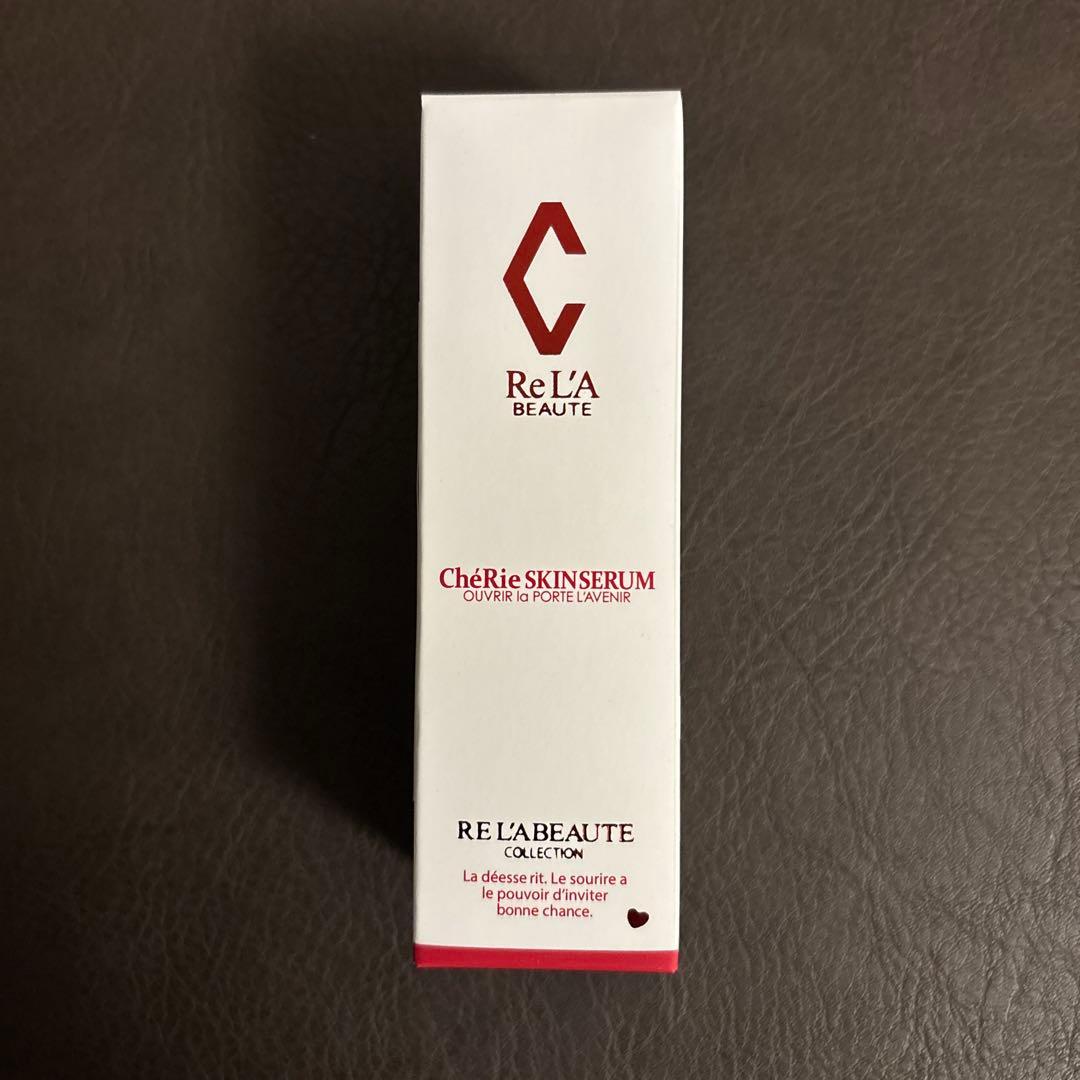 C
Re L'A
BEAUTE
ChéRie SKINSERUM
OUVRIR la PORTE L'AVENIR
RE L'ABEAUTE
COLLECTION
La déesse rit. Le sourire a
le pouvoir d'inviter
bonne chance.